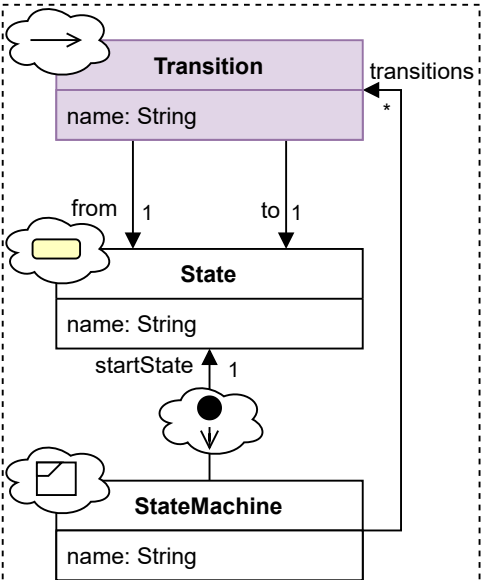 Transition
transitions
name: String
*
from 1
to 1
State
name: String
startState 1
StateMachine
name: String